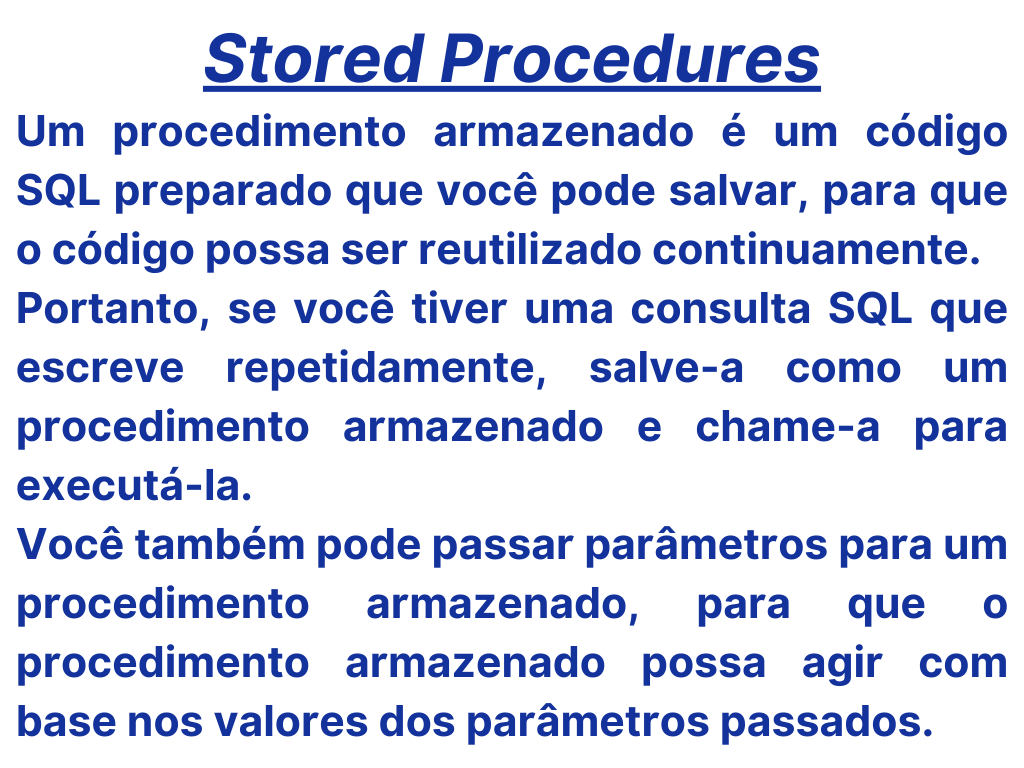 Stored Procedures
Um procedimento armazenado é um código
SQL preparado que você pode salvar, para que
o código possa ser reutilizado continuamente.
Portanto, se você tiver uma consulta SQL que
escreve repetidamente, salve-a como um
procedimento armazenado e chame-a para
executá-la.
Você também pode passar parâmetros para um
procedimento armazenado, para que o
procedimento armazenado possa agir com
base nos valores dos parâmetros passados.